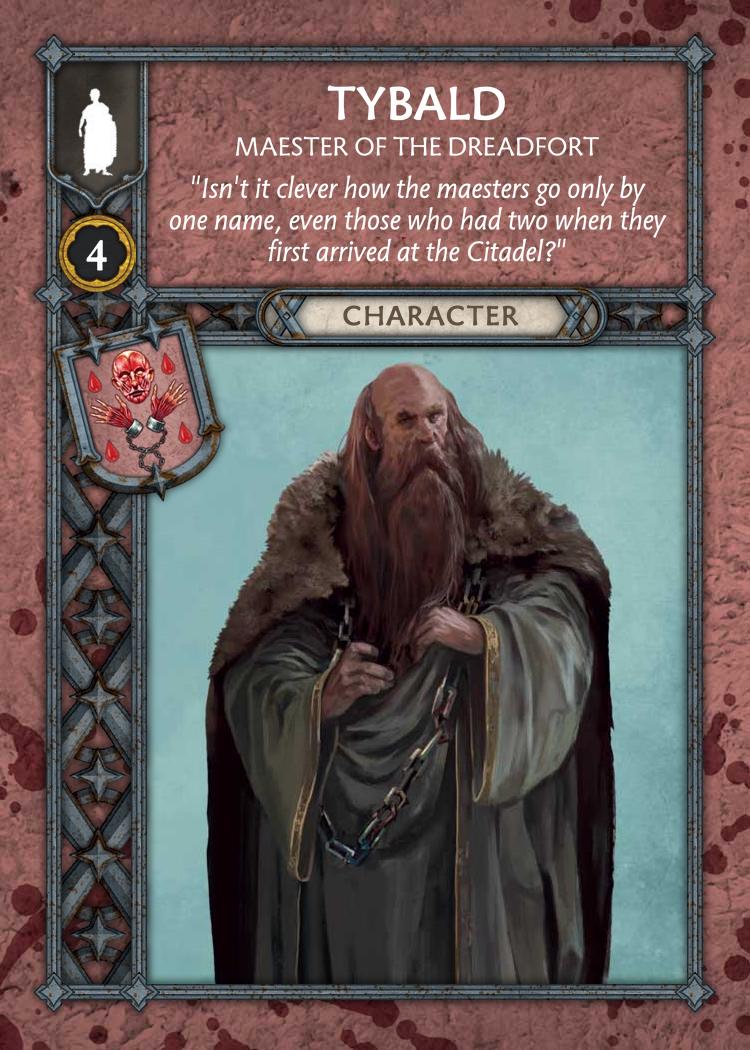 TYBALD
MAESTER OF THE DREADFORT
"Isn't it clever how the maesters go only by
one name, even those who had two when they
first arrived at the Citadel?"
4
CHARACTER